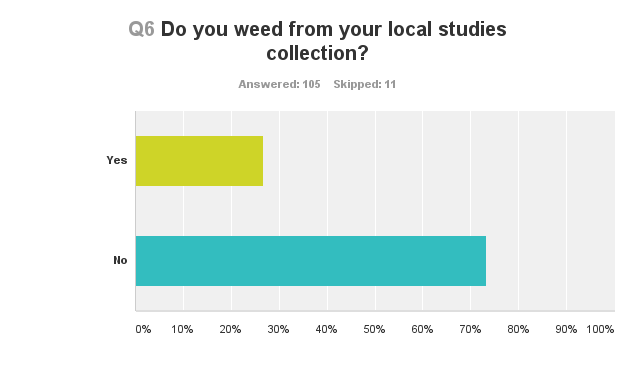 Q6 Do you weed from your local studies
collection?
Answered: 105 Skipped: 11
Yes
No
0% 10% 20% 30% 40% 50% 60% 70% 80% 90% 100%